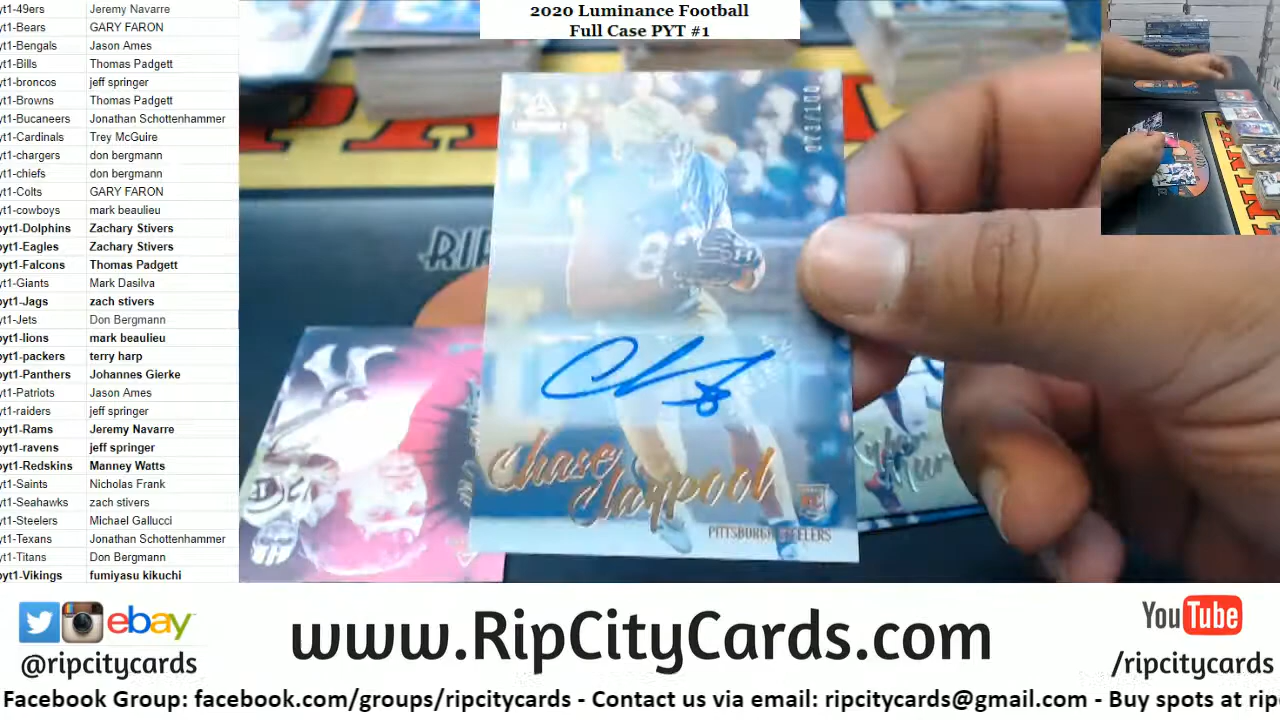 2020 Luminance Football
Full Case PYT #1
yt1-49ers Jeremy Navarre
yt1-Bears GARY FARON
yt1-Bengals Jason Ames
yt1-Bills Thomas Padgett
yt1-broncos jeff springer
yt1-Browns Thomas Padgett
yt1-Bucaneers Jonathan Schottenhammer
yt1-Cardinals Trey McGuire
yt1-chargers don bergmann
yt1-chiefs don bergmann
yt1-Colts GARY FARON
yt1-cowboys mark beaulieu
pyt1-Dolphins Zachary Stivers
pyt1-Eagles Zachary Stivers
pyt1-Falcons Thomas Padgett
yt1-Giants Mark Dasilva
pyt1-Jags zach stivers
yt1-Jets Don Bergmann
pyt1-lions mark beaulieu
pyt1-packers terry harp
pyt1-Panthers Johannes Gierke
yt1-Patriots Jason Ames
yt1-raiders jeff springer
pyt1-Rams Jeremy Navarre
pyt1-ravens jeff springer
pyt1-Redskins Manney Watts
yt1-Saints Nicholas Frank
yt1-Seahawks zach stivers
yt1-Steelers Michael Gallucci
yt1-Texans Jonathan Schottenhammer
yt1-Titans Don Bergmann
pyt1-Vikings fumiyasu kikuchi
073/100
RIP
Chase
Claypool
RC
PITTSBURGH STEELERS
Kyler
Murr
ebay
@ripcitycards
www.RipCityCards.com
YouTube
/ripcitycards
Facebook Group: facebook.com/groups/ripcitycards - Contact us via email: ripcitycards@gmail.com - Buy spots at rip